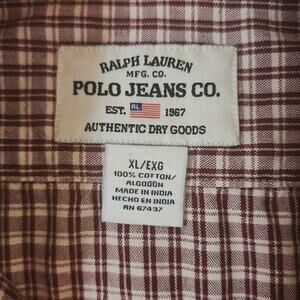 RALPH LAUREN
MFG. CO.
POLO JEANS CO.
EST. RL 1967
AUTHENTIC DRY GOODS
XL/EXG
100% COTTON/
ALGODÓN
MADE IN INDIA
HECHO EN INDIA
RN 67437